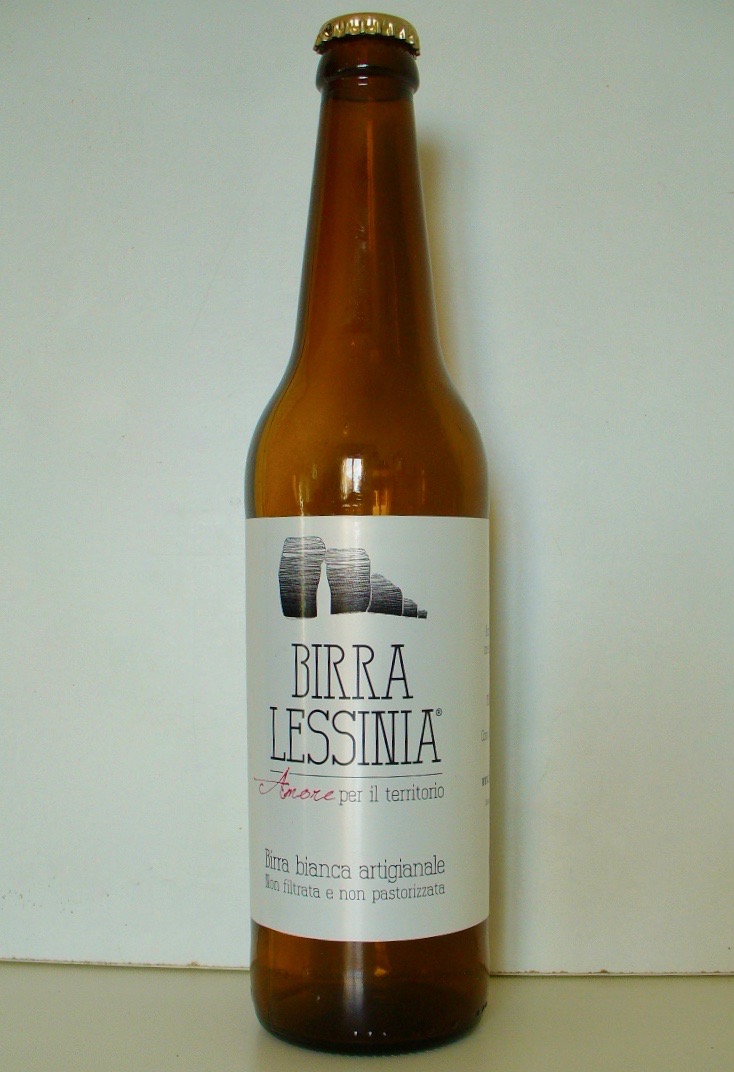 BIRRA
LESSINIA®
Amore per il territorio
Birra bianca artigianale
Non filtrata e non pastorizzata